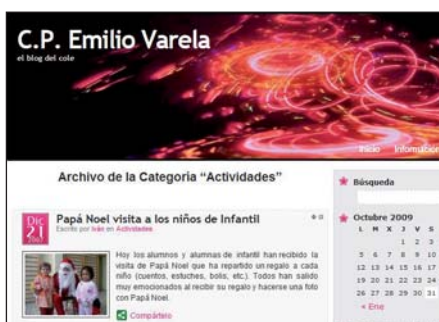 C.P. Emilio Varela
el blog del cole
Inicio Informacion
Archivo de la Categoria “Actividades”
Dic
21
2007
Papá Noel visita a los niños de Infantil
Escrito por Iván en Actividades
Hoy los alumnos y alumnas de infantil han recibido la
visita de Papá Noel que ha repartido un regalo a cada
niño (cuentos, estuches, bolis, etc.). Todos han salido
muy emocionados al recibir su regalo y hacerse una foto
con Papá Noel.
Compártelo
Búsqueda
Octubre 2009
L M X J V S
1 2 3
5 6 7 8 9 10
12 13 14 15 16 17
19 20 21 22 23 24
26 27 28 29 30 31
« Ene